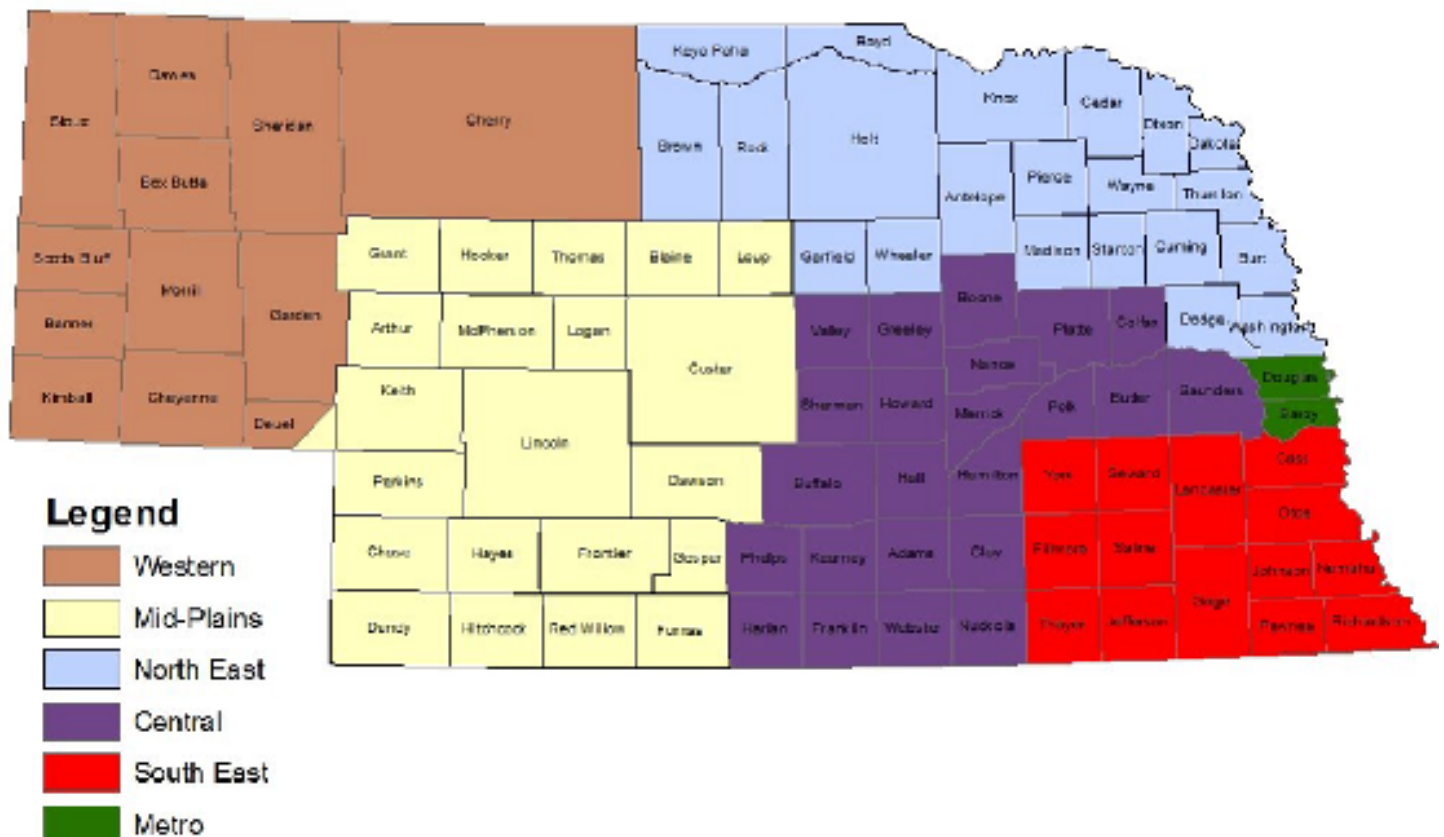 Keya Paha
Boyd
Dawes
Knox
Cedar
Sioux
Sheridan
Cherry
Dixon
Brown
Rock
Holt
Dakota
Box Butte
Pierce
Wayne
Thurston
Antelope
Scotts Bluff
Grant
Hooker
Thomas
Blaine
Loup
Garfield
Wheeler
Madison
Stanton
Cuming
Burt
Morrill
Boone
Banner
Garden
Arthur
McPherson
Logan
Valley
Greeley
Platte
Colfax
Dodge
Washington
Custer
Nance
Douglas
Kimball
Cheyenne
Keith
Sherman
Howard
Merrick
Polk
Butler
Saunders
Sarpy
Deuel
Lincoln
Cass
Perkins
Dawson
Buffalo
Hall
Hamilton
York
Seward
Lancaster
Otoe
Legend
Chase
Hayes
Frontier
Gosper
Phelps
Kearney
Adams
Clay
Fillmore
Saline
Johnson
Nemaha
Western
Gage
Mid-Plains
Dundy
Hitchcock
Red Willow
Furnas
Harlan
Franklin
Webster
Nuckolls
Thayer
Jefferson
Pawnee
Richardson
North East
Central
South East
Metro